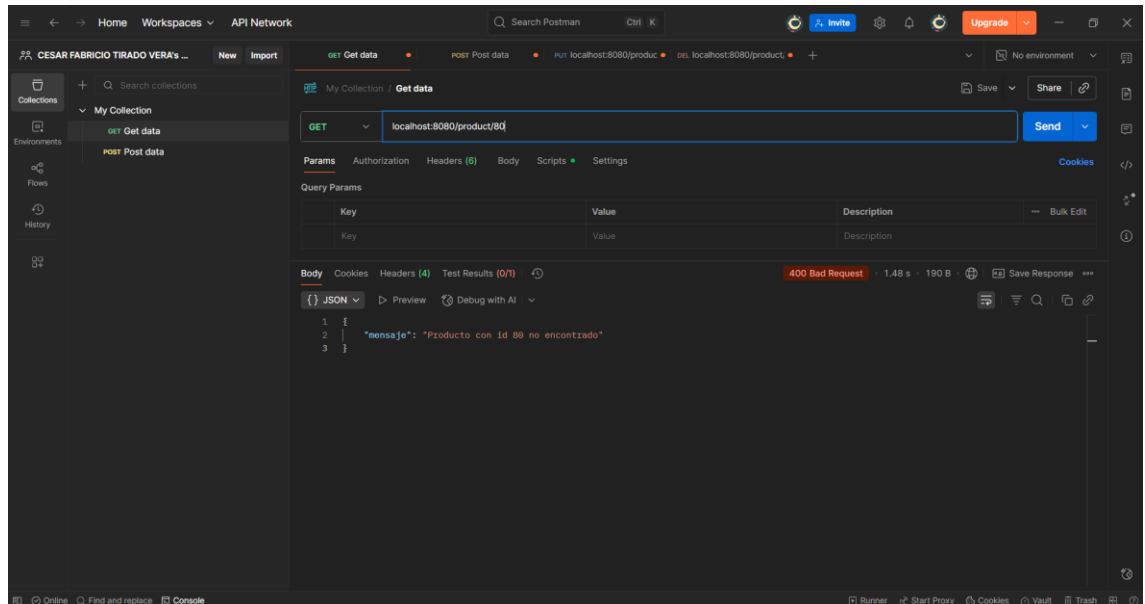 Home Workspaces API Network Search Postman Ctrl K Invite Upgrade
CESAR FABRICIO TIRADO VERA's ... New Import GET Get data POST Post data PUT localhost:8080/produc DEL localhost:8080/product, No environment
Collections Search collections HTTP My Collection / Get data Save Share
My Collection
GET Get data GET localhost:8080/product/80 Send
Environments
POST Post data
Params Authorization Headers (6) Body Scripts Settings Cookies
Flows
Query Params
History
Key Value Description Bulk Edit
Key Value Description
Body Cookies Headers (4) Test Results (0/1) 400 Bad Request 1.48 s 190 B Save Response
{} JSON Preview Debug with AI
1 {
2 "mensaje": "Producto con id 80 no encontrado"
3 }
Online Find and replace Console Runner Start Proxy Cookies Vault Trash